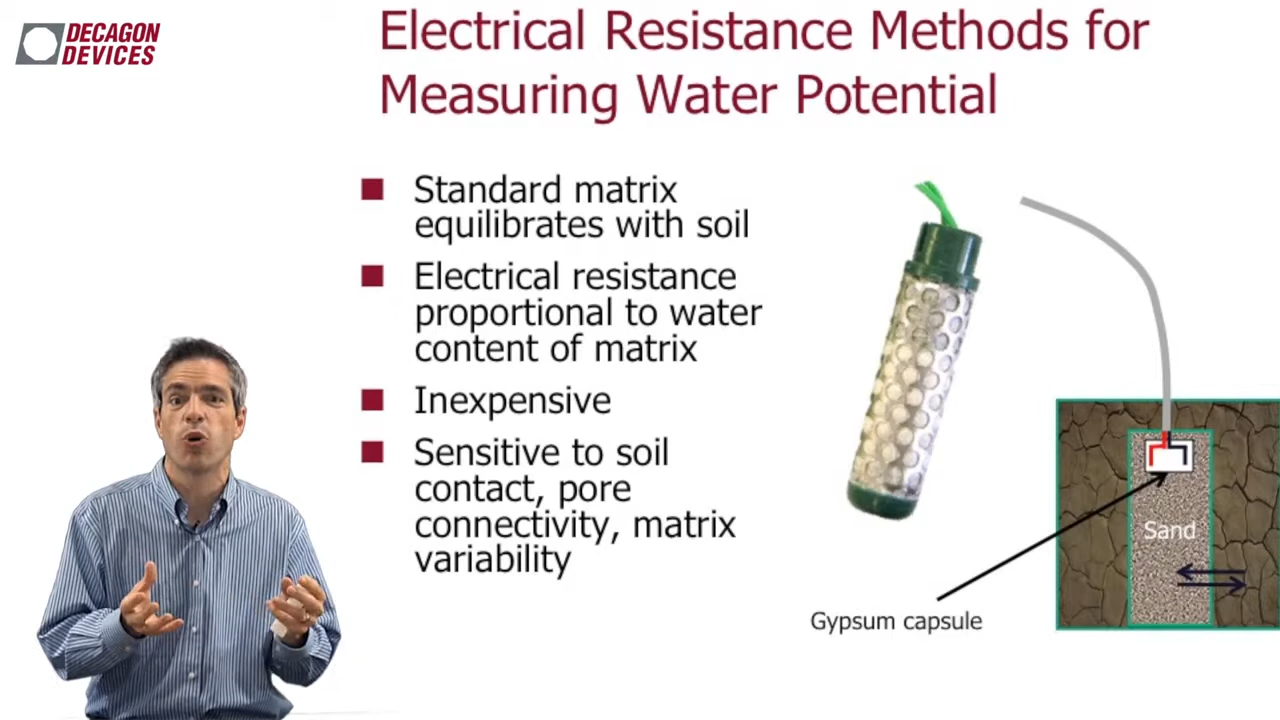 DECAGON
DEVICES
Electrical Resistance Methods for
Measuring Water Potential
Standard matrix
equilibrates with soil
Electrical resistance
proportional to water
content of matrix
Inexpensive
Sensitive to soil
contact, pore
connectivity, matrix
variability
Sand
Gypsum capsule